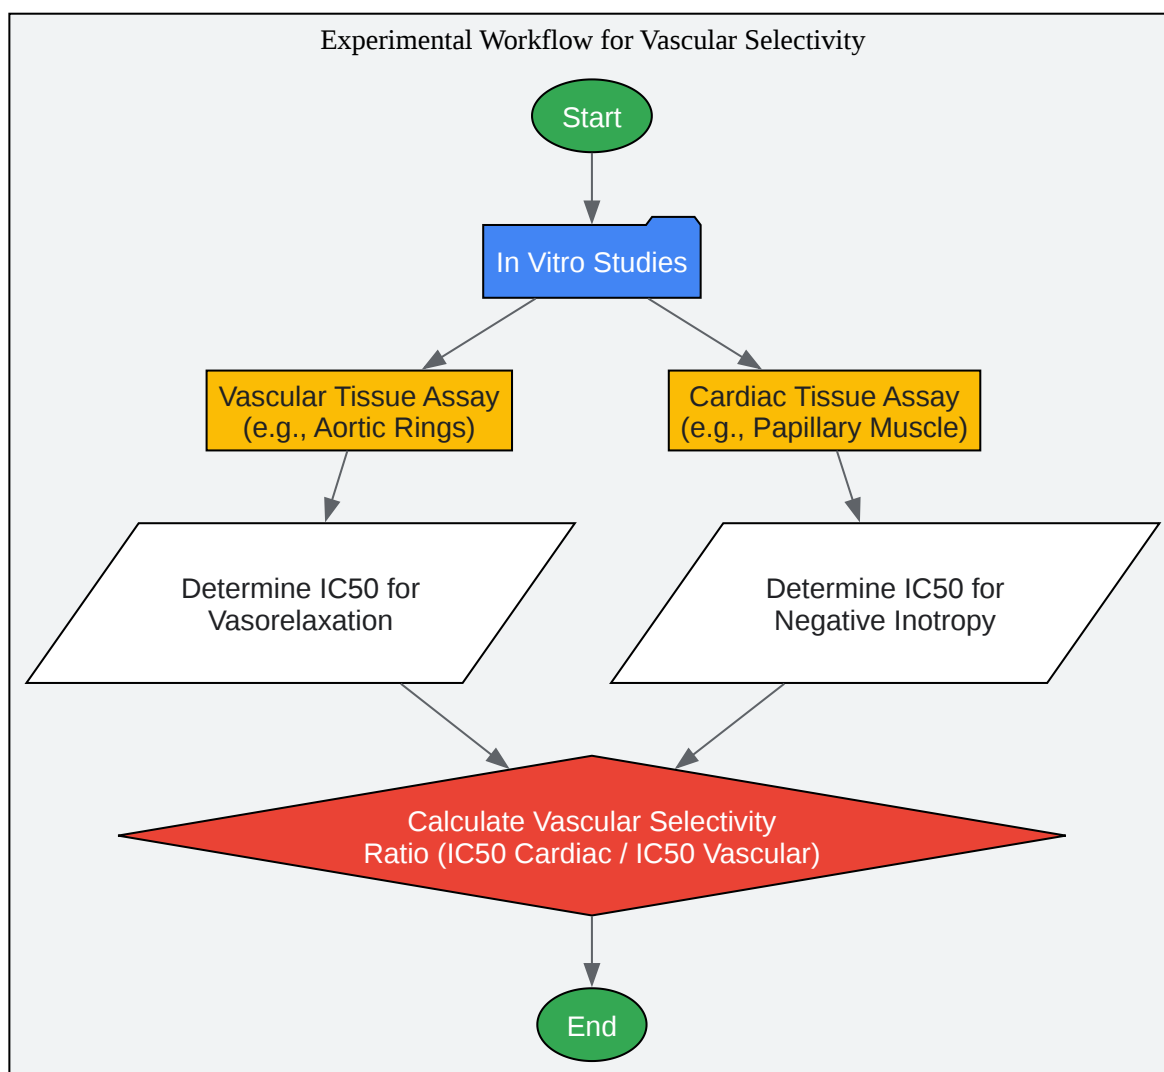 Experimental Workflow for Vascular Selectivity
Start
In Vitro Studies
Vascular Tissue Assay
(e.g., Aortic Rings)
Cardiac Tissue Assay
(e.g., Papillary Muscle)
Determine IC50 for
Vasorelaxation
Determine IC50 for
Negative Inotropy
Calculate Vascular Selectivity
Ratio (IC50 Cardiac / IC50 Vascular)
End